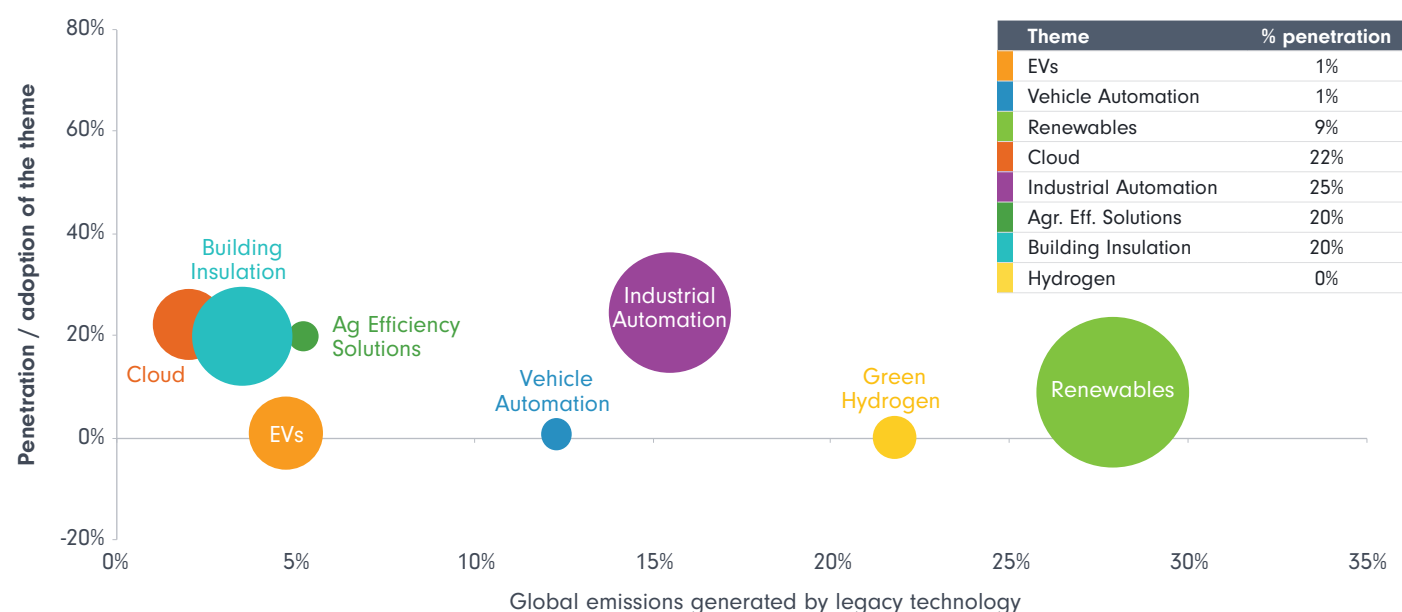 80%
60%
40%
20%
0%
-20%
Penetration / adoption of the theme
Theme % penetration
EVs 1%
Vehicle Automation 1%
Renewables 9%
Cloud 22%
Industrial Automation 25%
Agr. Eff. Solutions 20%
Building Insulation 20%
Hydrogen 0%
Building
Insulation
Cloud
Ag Efficiency
Solutions
EVs
Vehicle
Automation
Industrial
Automation
Green
Hydrogen
Renewables
0% 5% 10% 15% 20% 25% 30% 35%
Global emissions generated by legacy technology